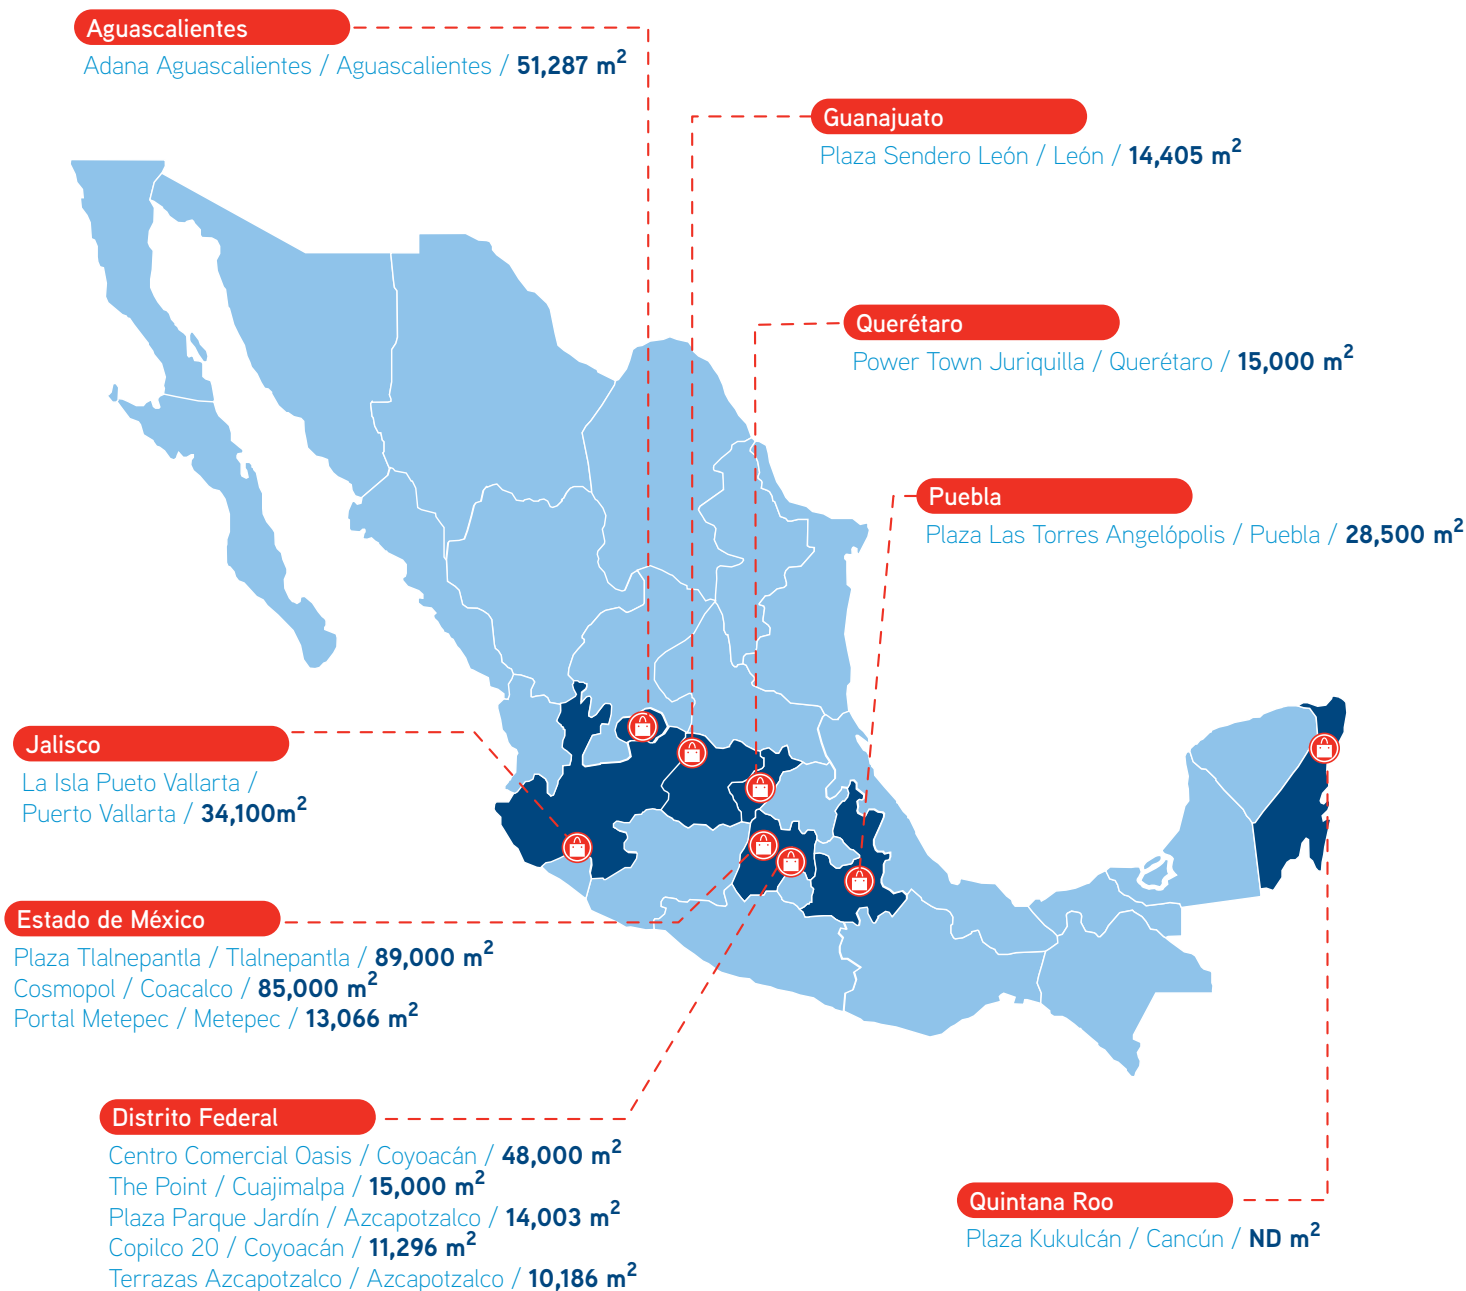 Aguascalientes
Adana Aguascalientes / Aguascalientes / 51,287 m²
Guanajuato
Plaza Sendero León / León / 14,405 m²
Querétaro
Power Town Juriquilla / Querétaro / 15,000 m²
Puebla
Plaza Las Torres Angelópolis / Puebla / 28,500 m²
Jalisco
La Isla Pueto Vallarta /
Puerto Vallarta / 34,100m²
Estado de México
Plaza Tlalnepantla / Tlalnepantla / 89,000 m²
Cosmopol / Coacalco / 85,000 m²
Portal Metepec / Metepec / 13,066 m²
Distrito Federal
Centro Comercial Oasis / Coyoacán / 48,000 m²
The Point / Cuajimalpa / 15,000 m²
Plaza Parque Jardín / Azcapotzalco / 14,003 m²
Copilco 20 / Coyoacán / 11,296 m²
Terrazas Azcapotzalco / Azcapotzalco / 10,186 m²
Quintana Roo
Plaza Kukulcán / Cancún / ND m²